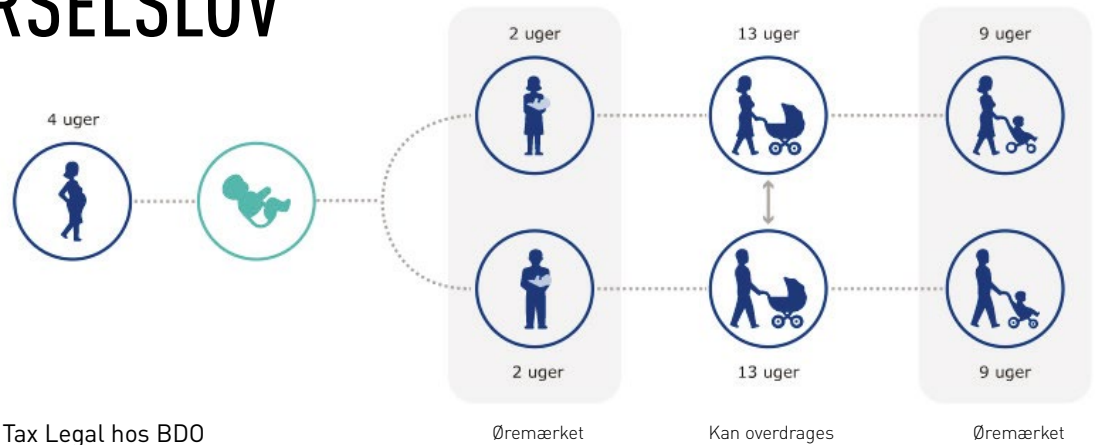 RSELSLOV
4 uger
2 uger
13 uger
9 uger
2 uger
13 uger
9 uger
Tax Legal hos BDO
Øremærket
Kan overdrages
Øremærket